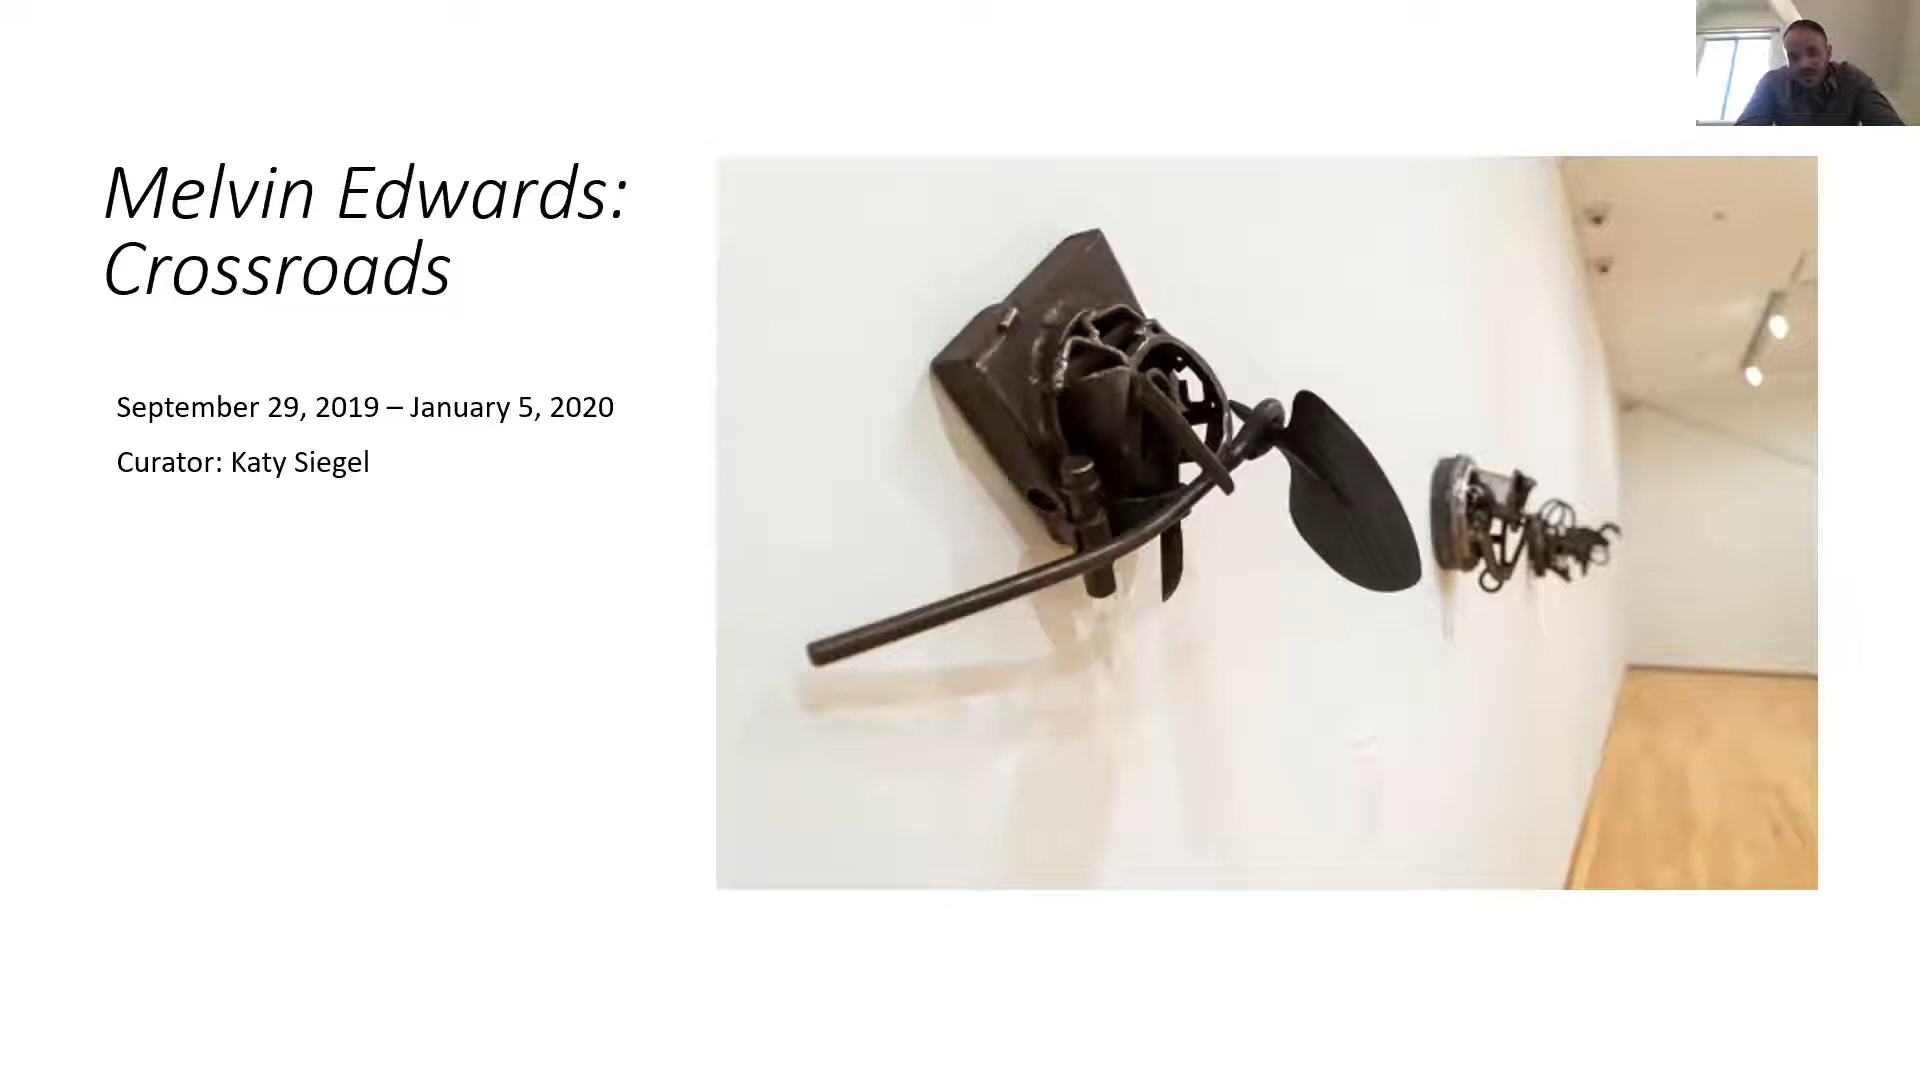 Melvin Edwards:
Crossroads
September 29, 2019 – January 5, 2020
Curator: Katy Siegel